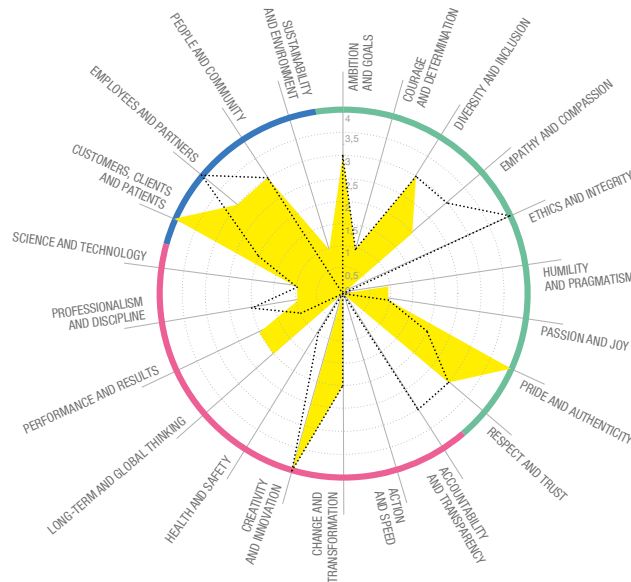 AMBITION
AND GOALS
COURAGE
AND DETERMINATION
DIVERSITY AND INCLUSION
EMPATHY AND COMPASSION
ETHICS AND INTEGRITY
HUMILITY
AND PRAGMATISM
PASSION AND JOY
PRIDE AND AUTHENTICITY
RESPECT AND TRUST
ACCOUNTABILITY
AND TRANSPARENCY
ACTION
AND SPEED
CHANGE AND
TRANSFORMATION
CREATIVITY
AND INNOVATION
HEALTH AND SAFETY
LONG-TERM AND GLOBAL THINKING
PERFORMANCE AND RESULTS
PROFESSIONALISM
AND DISCIPLINE
SCIENCE AND TECHNOLOGY
CUSTOMERS, CLIENTS
AND PATIENTS
EMPLOYEES AND PARTNERS
PEOPLE AND COMMUNITY
SUSTAINABILITY
AND ENVIRONMENT
4
3,5
3
2,5
2
1,5
1
0,5